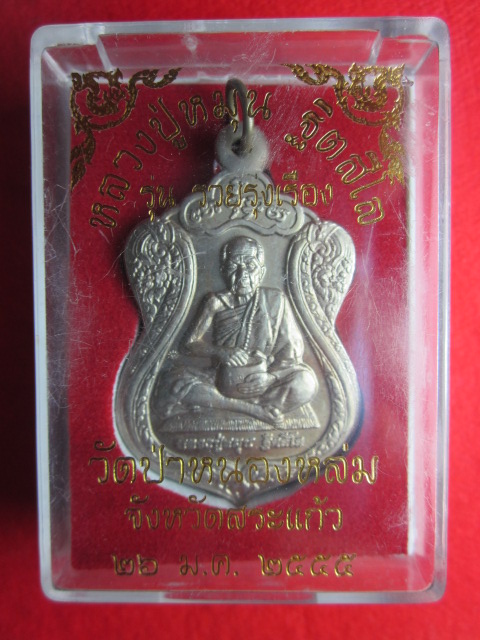 หลวงปู่หมุน ฐิตสีโล
รุ่น รวยรุ่งเรือง
วัดป่าหนองหล่ม
จังหวัดสระแก้ว
๒๖ ม.ค. ๒๕๕๕